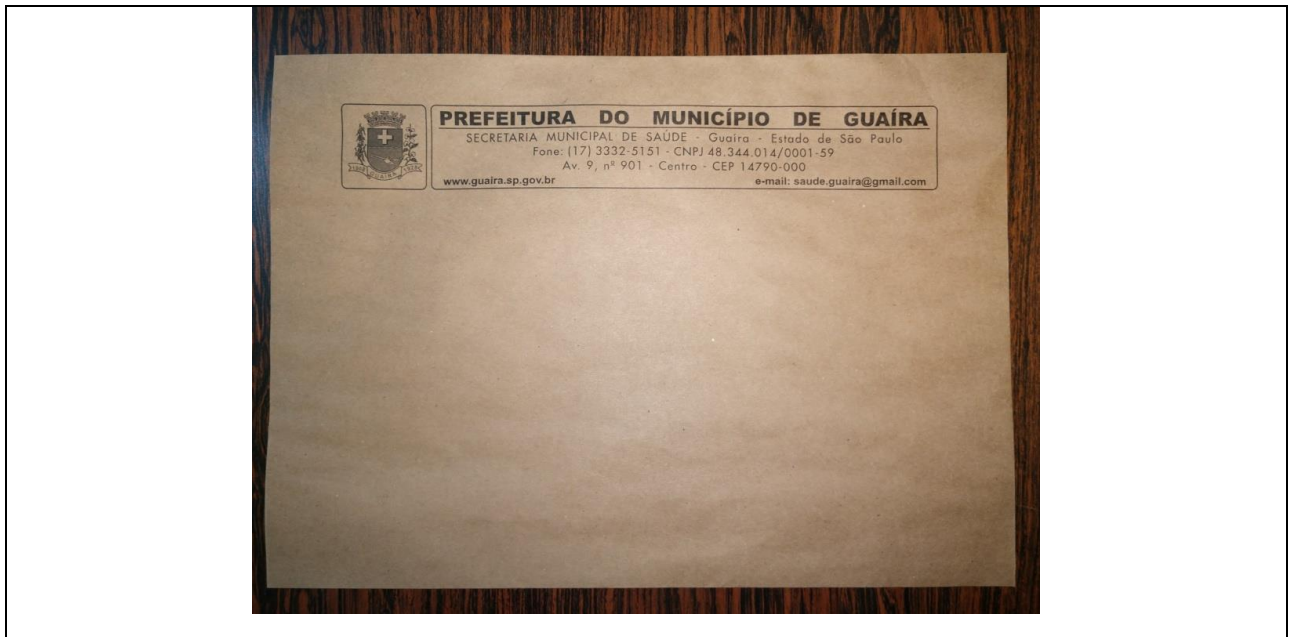 PREFEITURA DO MUNICÍPIO DE GUAÍRA
SECRETARIA MUNICIPAL DE SAÚDE - Guaíra - Estado de São Paulo
Fone: (17) 3332-5151 - CNPJ 48.344.014/0001-59
Av. 9, nº 901 - Centro - CEP 14790-000
www.guaira.sp.gov.br e-mail: saude.guaira@gmail.com
GUAIRA